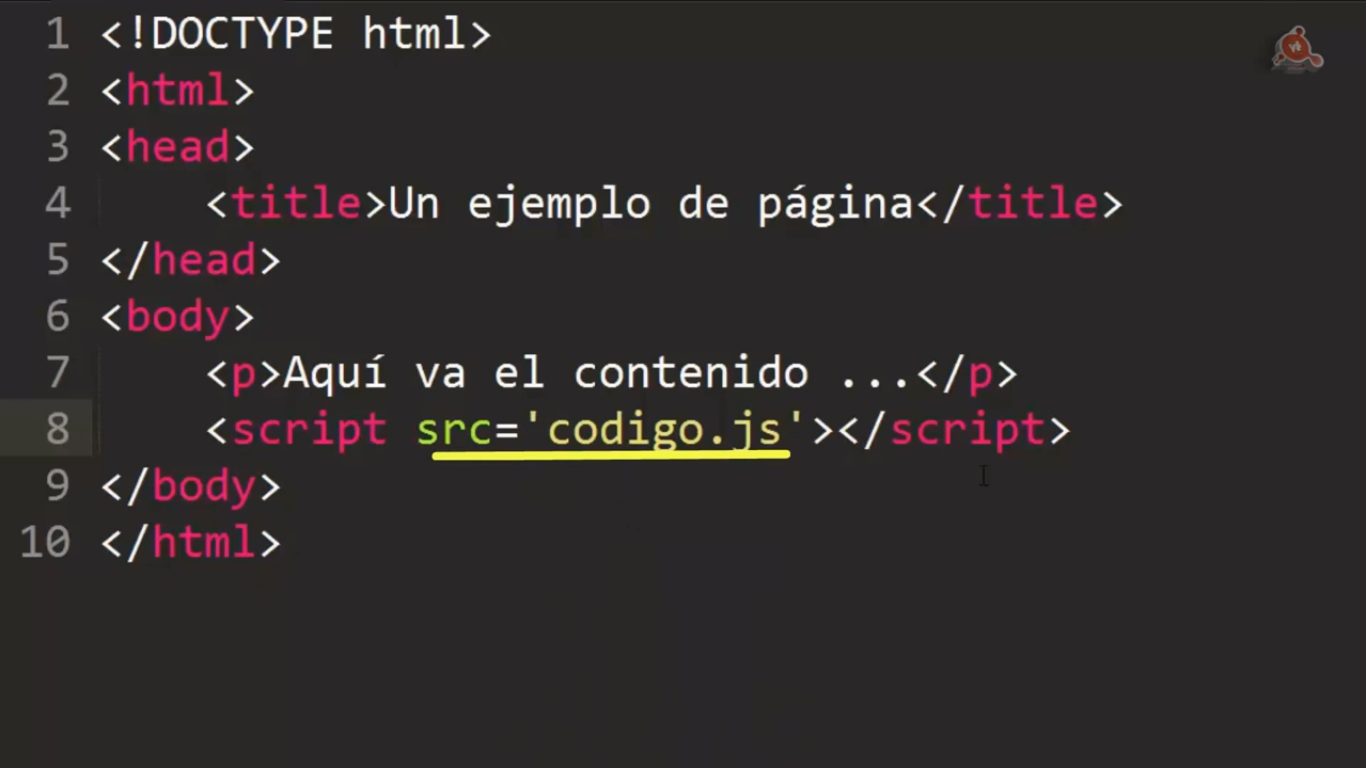 1 <!DOCTYPE html>
2 <html>
3 <head>
4     <title>Un ejemplo de página</title>
5 </head>
6 <body>
7     <p>Aquí va el contenido ...</p>
8     <script src='codigo.js'></script>
9 </body>
10 </html>